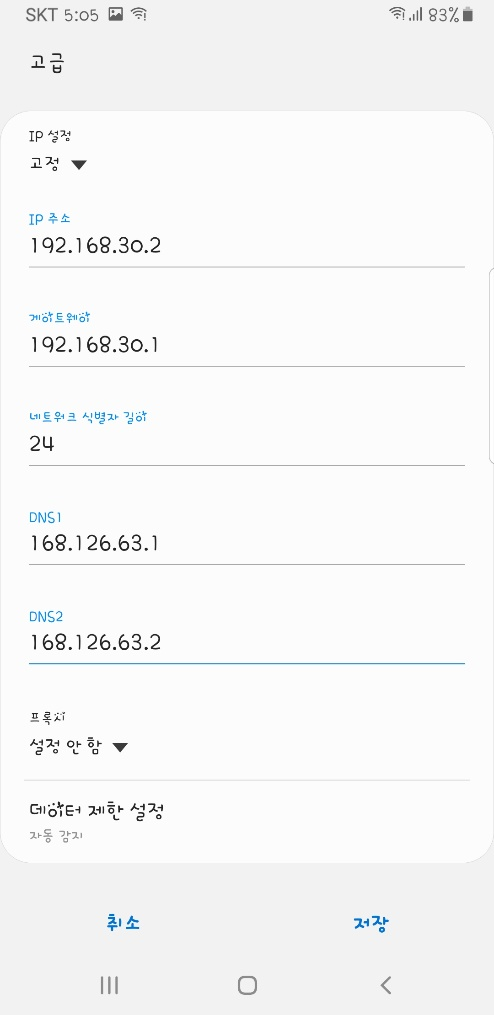 SKT 5:05 83%
고급
IP 설정
고정
IP 주소
192.168.30.2
게이트웨이
192.168.30.1
네트워크 식별자 길이
24
DNS1
168.126.63.1
DNS2
168.126.63.2
프록시
설정 안 함
데이터 제한 설정
자동 감지
취소 저장